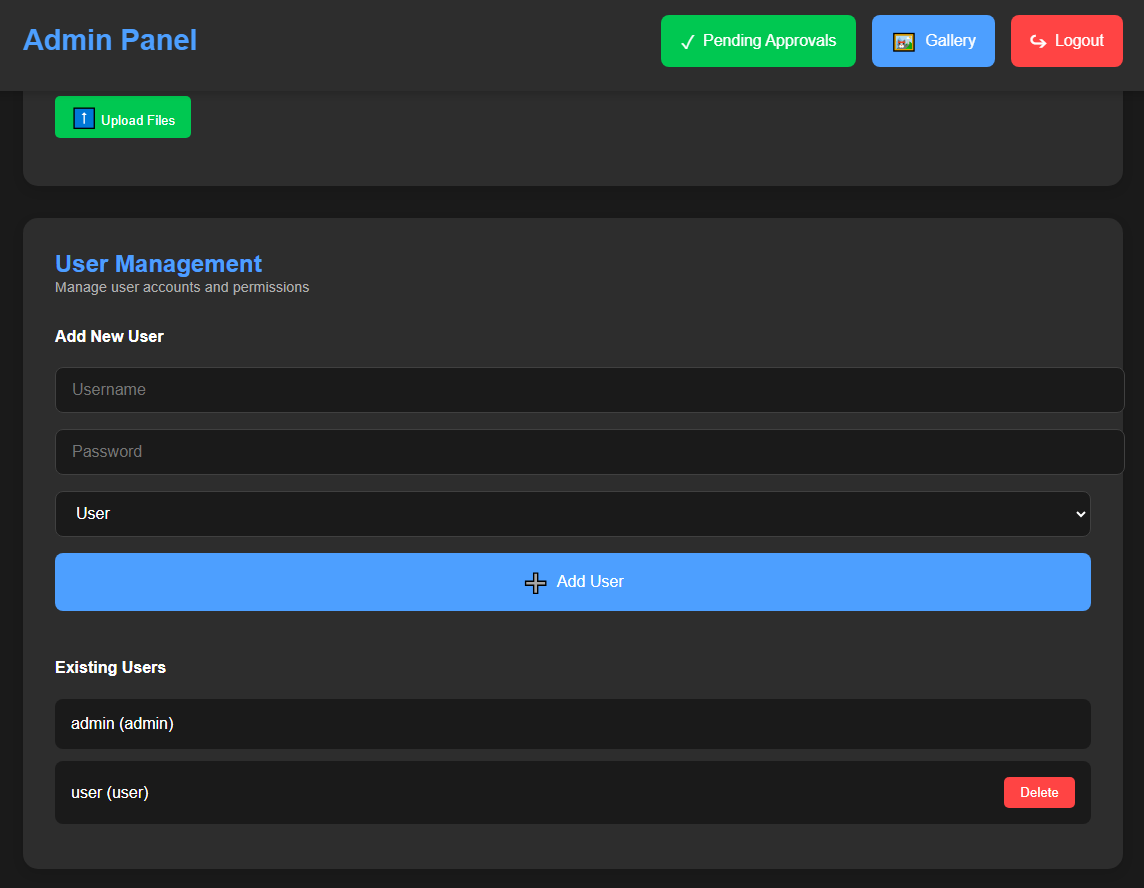 Admin Panel
✓ Pending Approvals
🖼️ Gallery
↪ Logout
⬆️ Upload Files
User Management
Manage user accounts and permissions
Add New User
Username
Password
User
➕ Add User
Existing Users
admin (admin)
user (user)
Delete